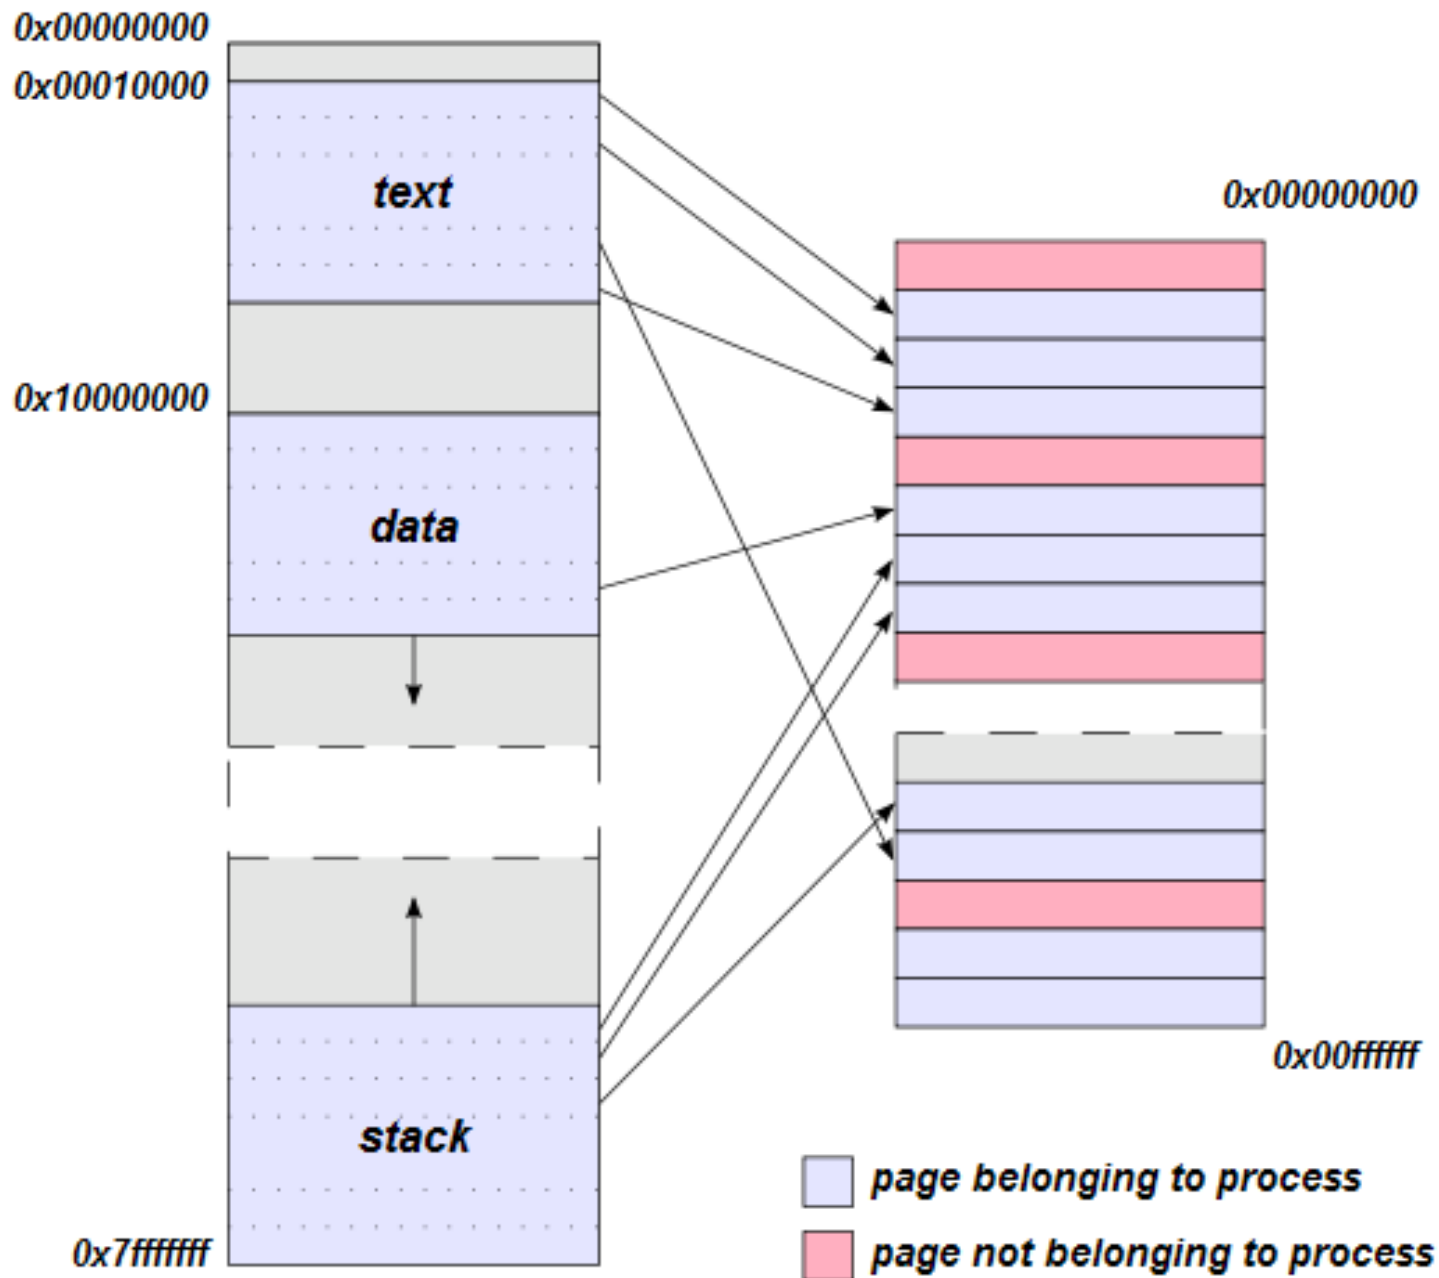 0x00000000
0x00010000
text
0x00000000
0x10000000
data
0x00ffffff
stack
page belonging to process
0x7fffffff
page not belonging to process